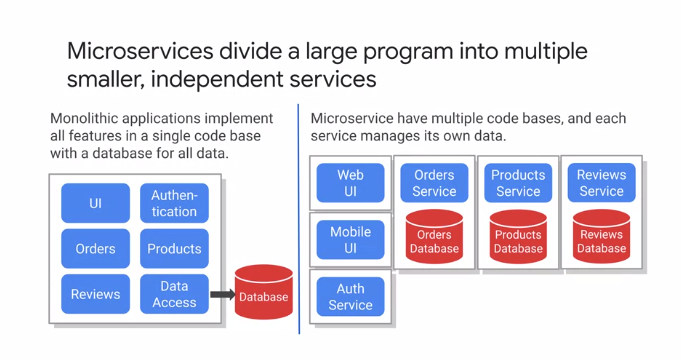 Microservices divide a large program into multiple
smaller, independent services
Monolithic applications implement
all features in a single code base
with a database for all data.
UI
Authen-
tication
Orders
Products
Reviews
Data
Access
Database
Microservice have multiple code bases, and each
service manages its own data.
Web
UI
Orders
Service
Products
Service
Reviews
Service
Mobile
UI
Orders
Database
Products
Database
Reviews
Database
Auth
Service